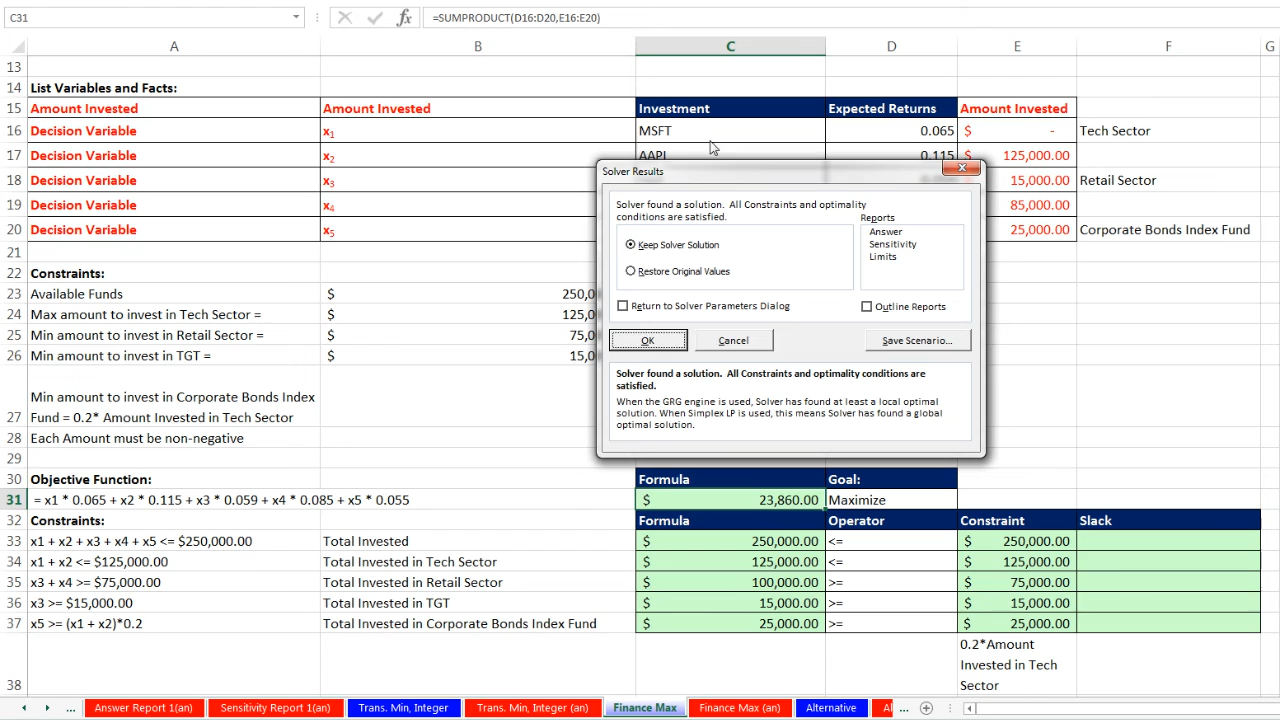 C31 =SUMPRODUCT(D16:D20,E16:E20)
A B C D E F G
13
14 List Variables and Facts:
15 Amount Invested Amount Invested Investment Expected Returns Amount Invested
16 Decision Variable x1 MSFT 0.065 $ - Tech Sector
17 Decision Variable x2 AAPL 0.115 $ 125,000.00
18 Decision Variable x3 15,000.00 Retail Sector
19 Decision Variable x4 85,000.00
20 Decision Variable x5 25,000.00 Corporate Bonds Index Fund
21
22 Constraints:
23 Available Funds $ 250,0
24 Max amount to invest in Tech Sector = $ 125,0
25 Min amount to invest in Retail Sector = $ 75,0
26 Min amount to invest in TGT = $ 15,0
Min amount to invest in Corporate Bonds Index
27 Fund = 0.2* Amount Invested in Tech Sector
28 Each Amount must be non-negative
29
30 Objective Function: Formula Goal:
31 = x1 * 0.065 + x2 * 0.115 + x3 * 0.059 + x4 * 0.085 + x5 * 0.055 $ 23,860.00 Maximize
32 Constraints: Formula Operator Constraint Slack
33 x1 + x2 + x3 + x4 + x5 <= $250,000.00 Total Invested $ 250,000.00 <= $ 250,000.00
34 x1 + x2 <= $125,000.00 Total Invested in Tech Sector $ 125,000.00 <= $ 125,000.00
35 x3 + x4 >= $75,000.00 Total Invested in Retail Sector $ 100,000.00 >= $ 75,000.00
36 x3 >= $15,000.00 Total Invested in TGT $ 15,000.00 >= $ 15,000.00
37 x5 >= (x1 + x2)*0.2 Total Invested in Corporate Bonds Index Fund $ 25,000.00 >= $ 25,000.00
0.2*Amount
Invested in Tech
38 Sector
Solver Results
Solver found a solution. All Constraints and optimality
conditions are satisfied.
Reports
Answer
Sensitivity
Limits
Keep Solver Solution
Restore Original Values
Return to Solver Parameters Dialog Outline Reports
OK Cancel Save Scenario...
Solver found a solution. All Constraints and optimality conditions are
satisfied.
When the GRG engine is used, Solver has found at least a local optimal
solution. When Simplex LP is used, this means Solver has found a global
optimal solution.
... Answer Report 1(an) Sensitivity Report 1(an) Trans. Min, Integer Trans. Min, Integer (an) Finance Max Finance Max (an) Alternative Al ...